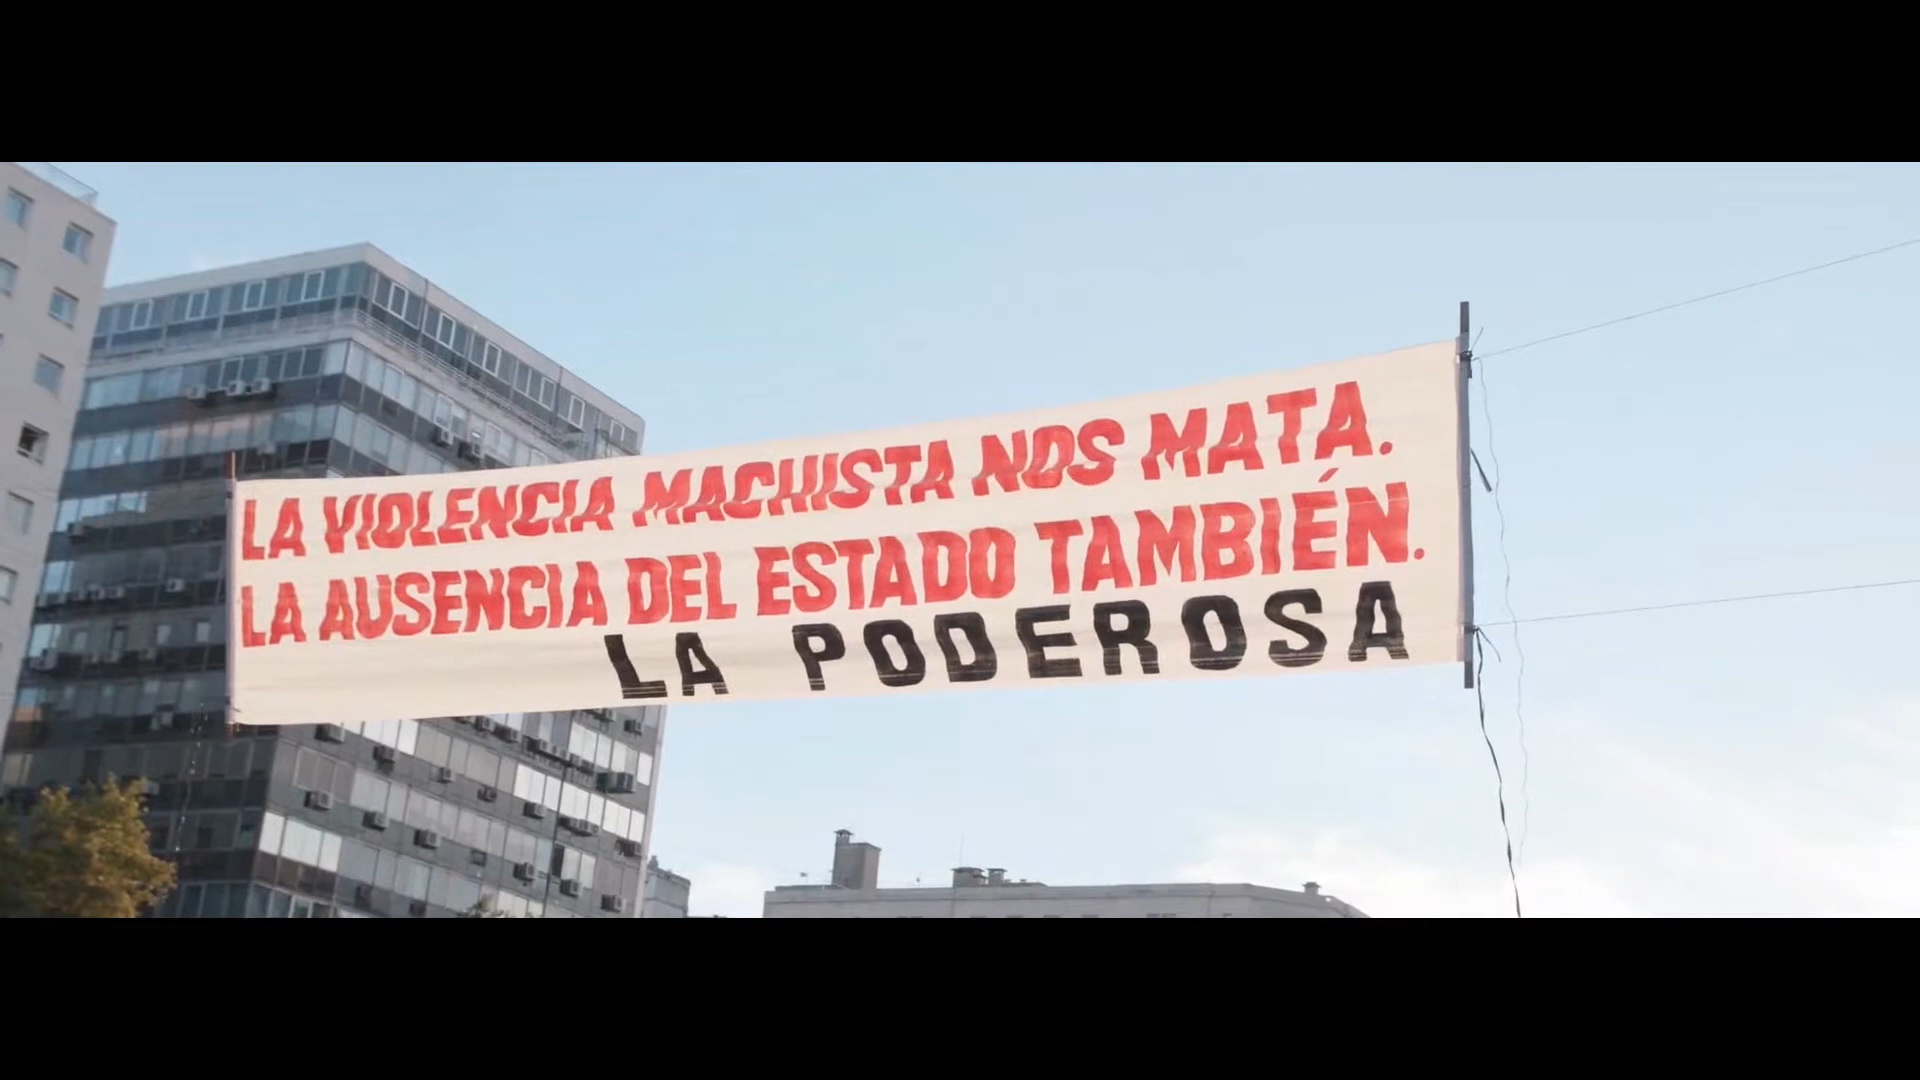 LA VIOLENCIA MACHISTA NOS MATA.
LA AUSENCIA DEL ESTADO TAMBIÉN.
LA PODEROSA